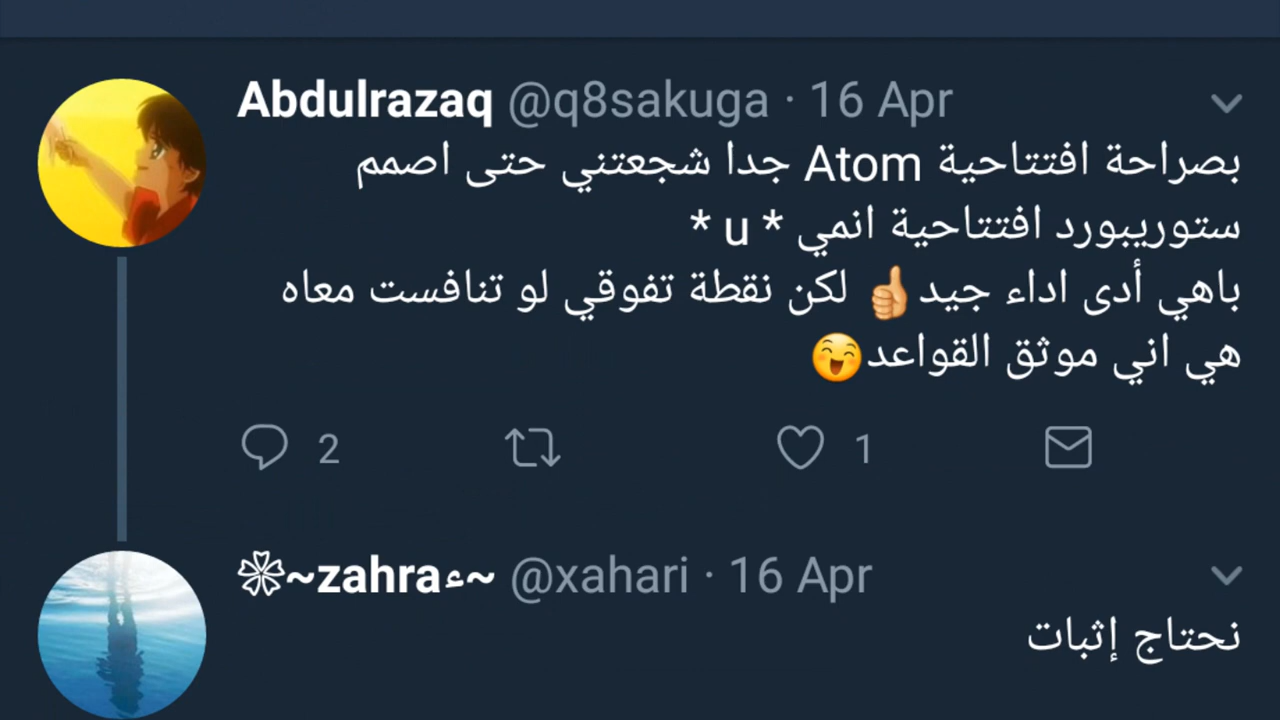 Abdulrazaq @q8sakuga · 16 Apr
بصراحة افتتاحية Atom جدا شجعتني حتى اصمم
ستوريبورد افتتاحية انمي * u *
باهي أدى اداء جيد👍🏼 لكن نقطة تفوقي لو تنافست معاه
هي اني موثق القواعد😄
2 1
❀~zahraء~ @xahari · 16 Apr
نحتاج إثبات